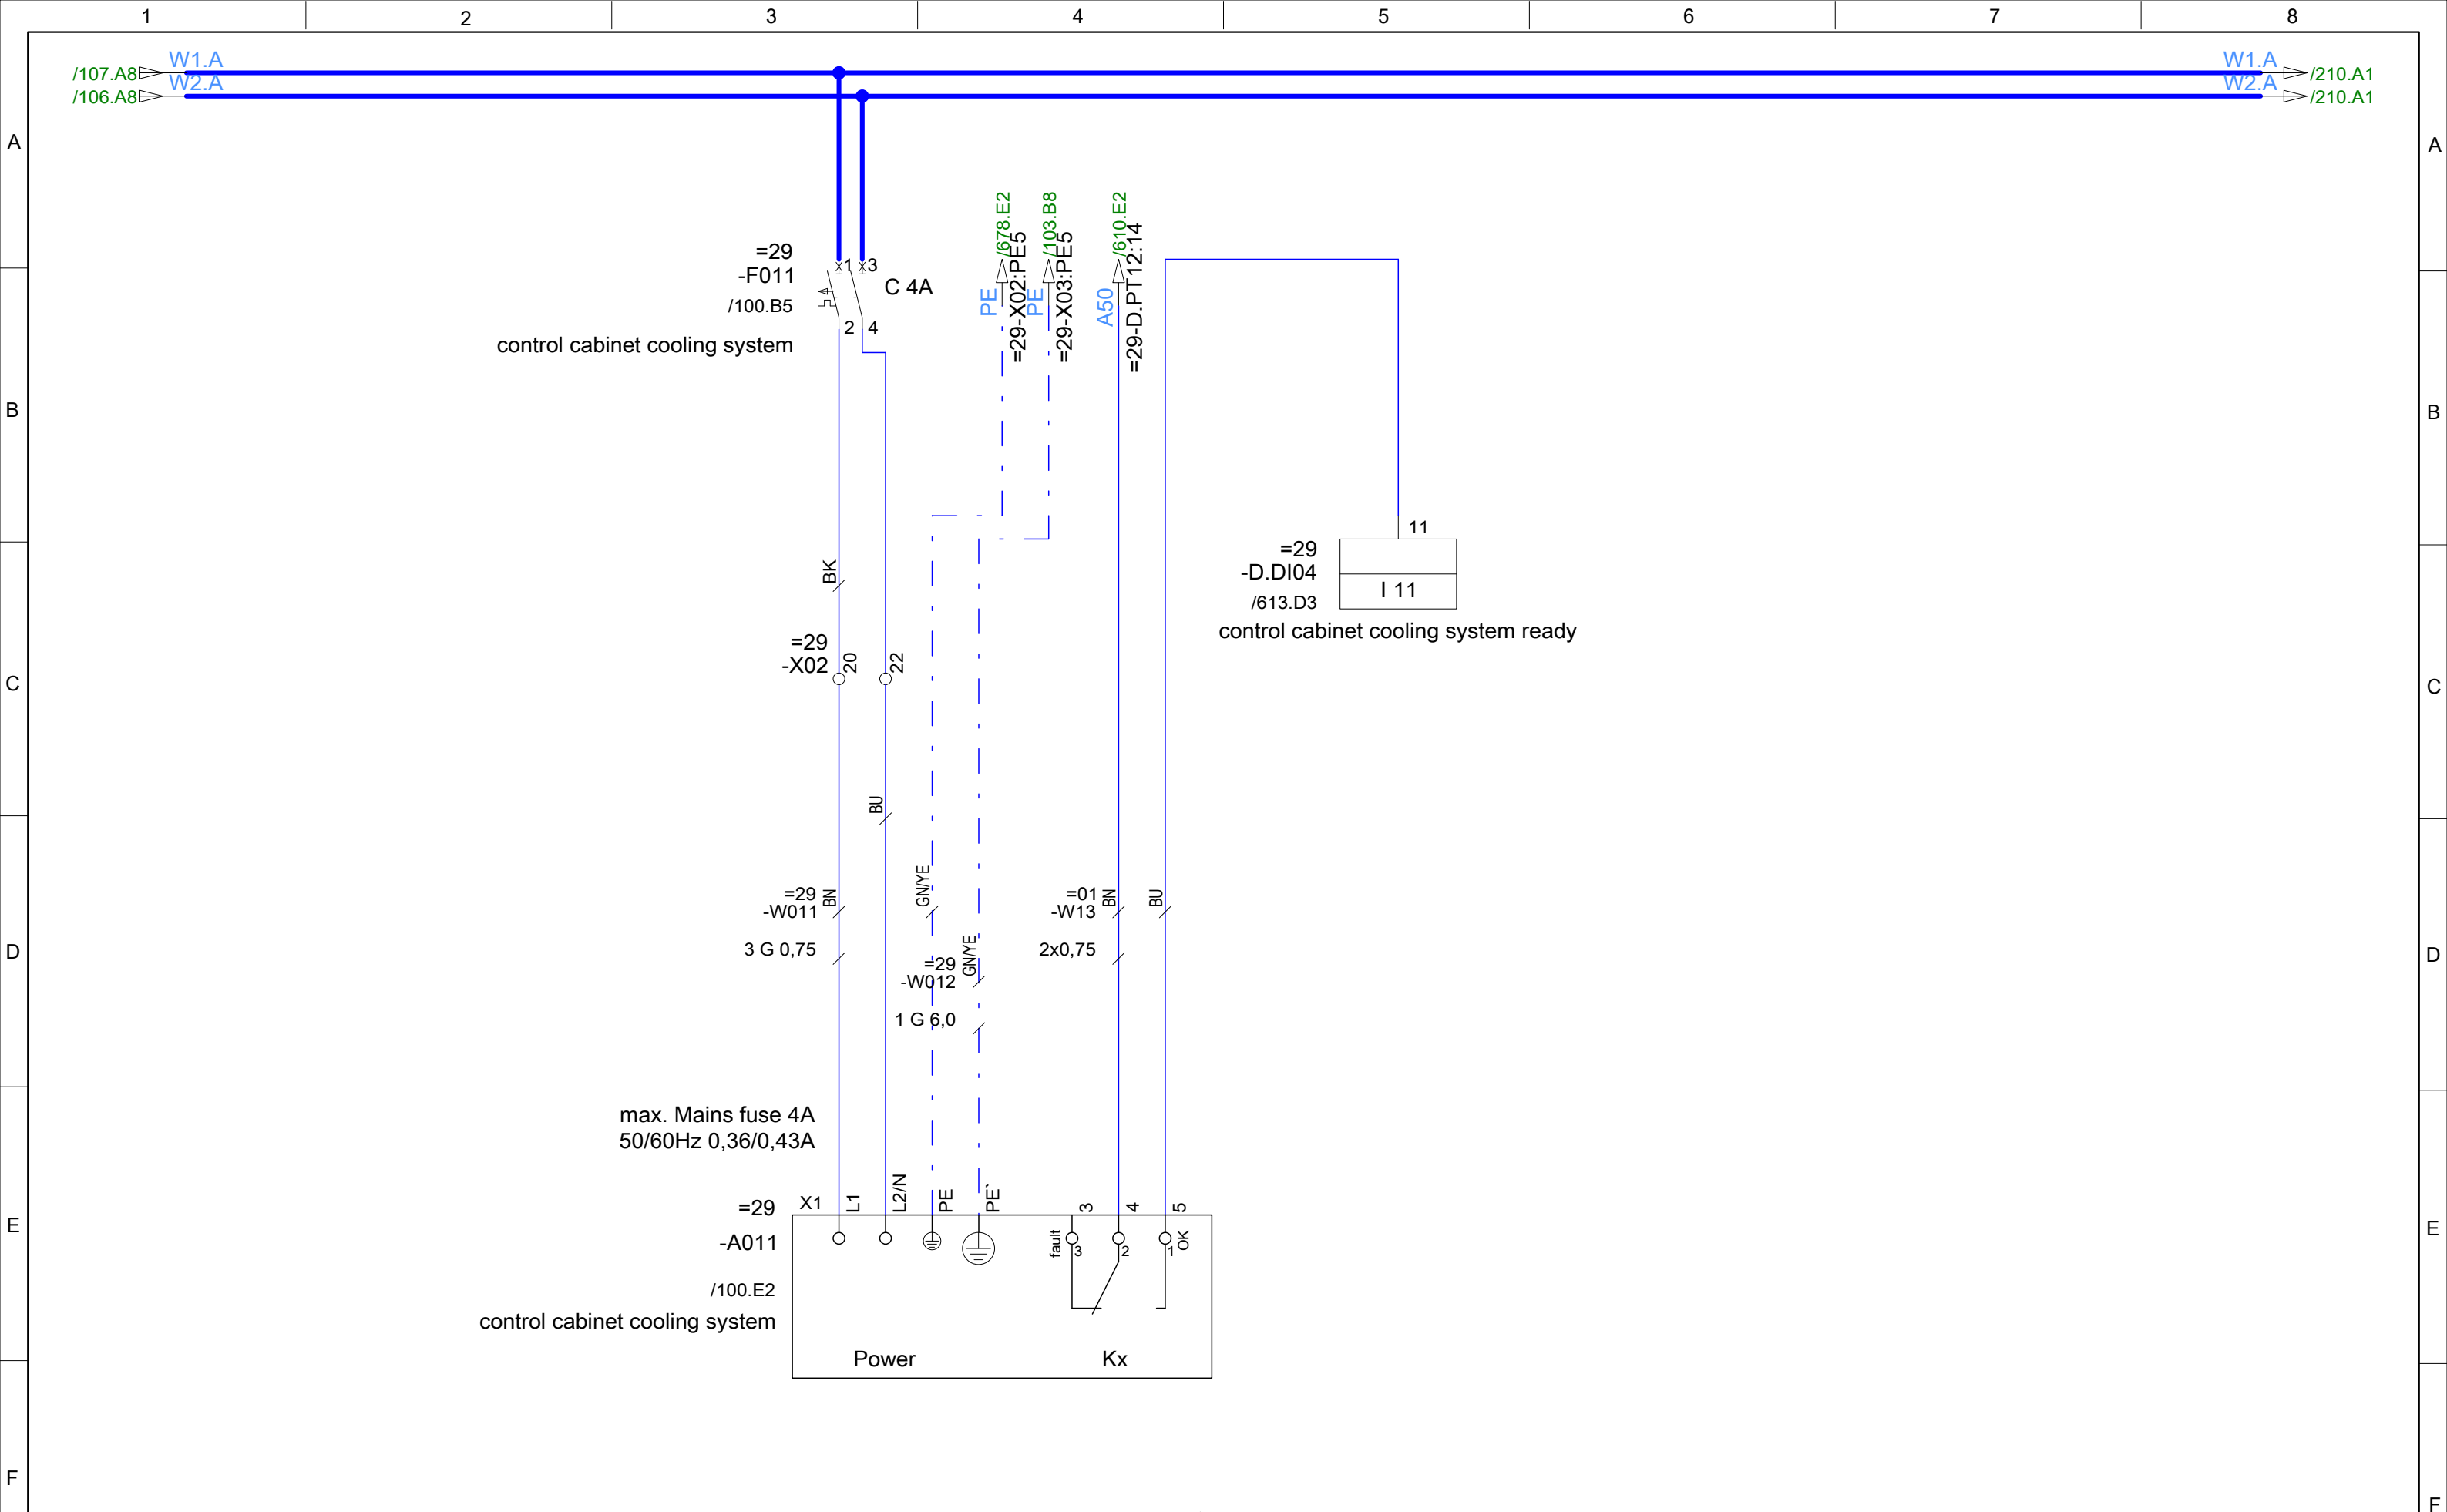 1 2 3 4 5 6 7 8
/107.A8 W1.A W1.A /210.A1
/106.A8 W2.A W2.A /210.A1
A A
/678.E2 /103.B8 /610.E2
=29-X02:PE5 =29-X03:PE5 =29-D.PT12:14
PE PE A50
=29
-F011
/100.B5
1 3
C 4A
2 4
control cabinet cooling system
B B
11
=29
-D.DI04
/613.D3
I 11
control cabinet cooling system ready
BK
=29
-X02
20 22
C C
BU
=29
-W011
BN
3 G 0,75
GN/YE
=29
-W012
GN/YE
1 G 6,0
=01
-W13
BN
BU
2x0,75
D D
max. Mains fuse 4A
50/60Hz 0,36/0,43A
=29
-A011
/100.E2
control cabinet cooling system
X1 L1 L2/N PE PE` 3 4 5
fault 3 2 1 OK
Power Kx
E E
F F